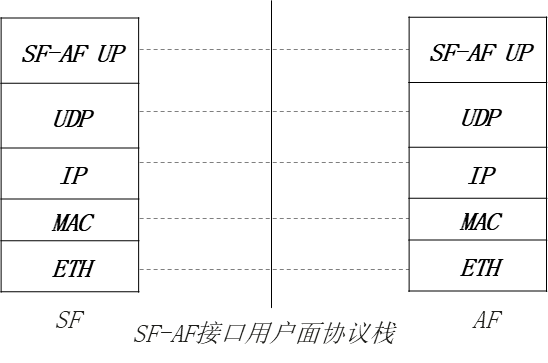 SF-AF UP
SF-AF UP
UDP
UDP
IP
IP
MAC
MAC
ETH
ETH
SF
AF
SF-AF接口用户面协议栈